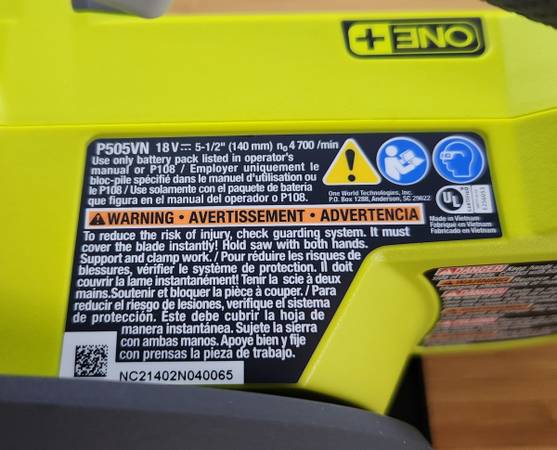 ONE+
P505VN 18V⎓ 5-1/2" (140 mm) n₀ 4700 /min
Use only battery pack listed in operator's
manual or P108 / Employer uniquement le
bloc-pile spécifié dans le manuel d'utilisation ou
le P108 / Use solamente con el paquete de batería
que figura en el manual del operador o P108.
One World Technologies, Inc.
P.O. Box 1288, Anderson, SC 29622
UL
Made in Vietnam
Fabriqué en Vietnam
Fabricado en Vietnam
WARNING • AVERTISSEMENT • ADVERTENCIA
To reduce the risk of injury, check guarding system. It must
cover the blade instantly! Hold saw with both hands.
Support and clamp work. / Pour réduire les risques de
blessures, vérifier le système de protection. Il doit
couvrir la lame instantanément! Tenir la scie à deux
mains.Soutenir et bloquer la pièce à couper. / Para
reducir el riesgo de lesiones, verifique el sistema
de protección. Este debe cubrir la hoja de
manera instantánea. Sujete la sierra
con ambas manos. Apoye bien y fije
con prensas la pieza de trabajo.
NC21402N040065
DANGER
WARNING